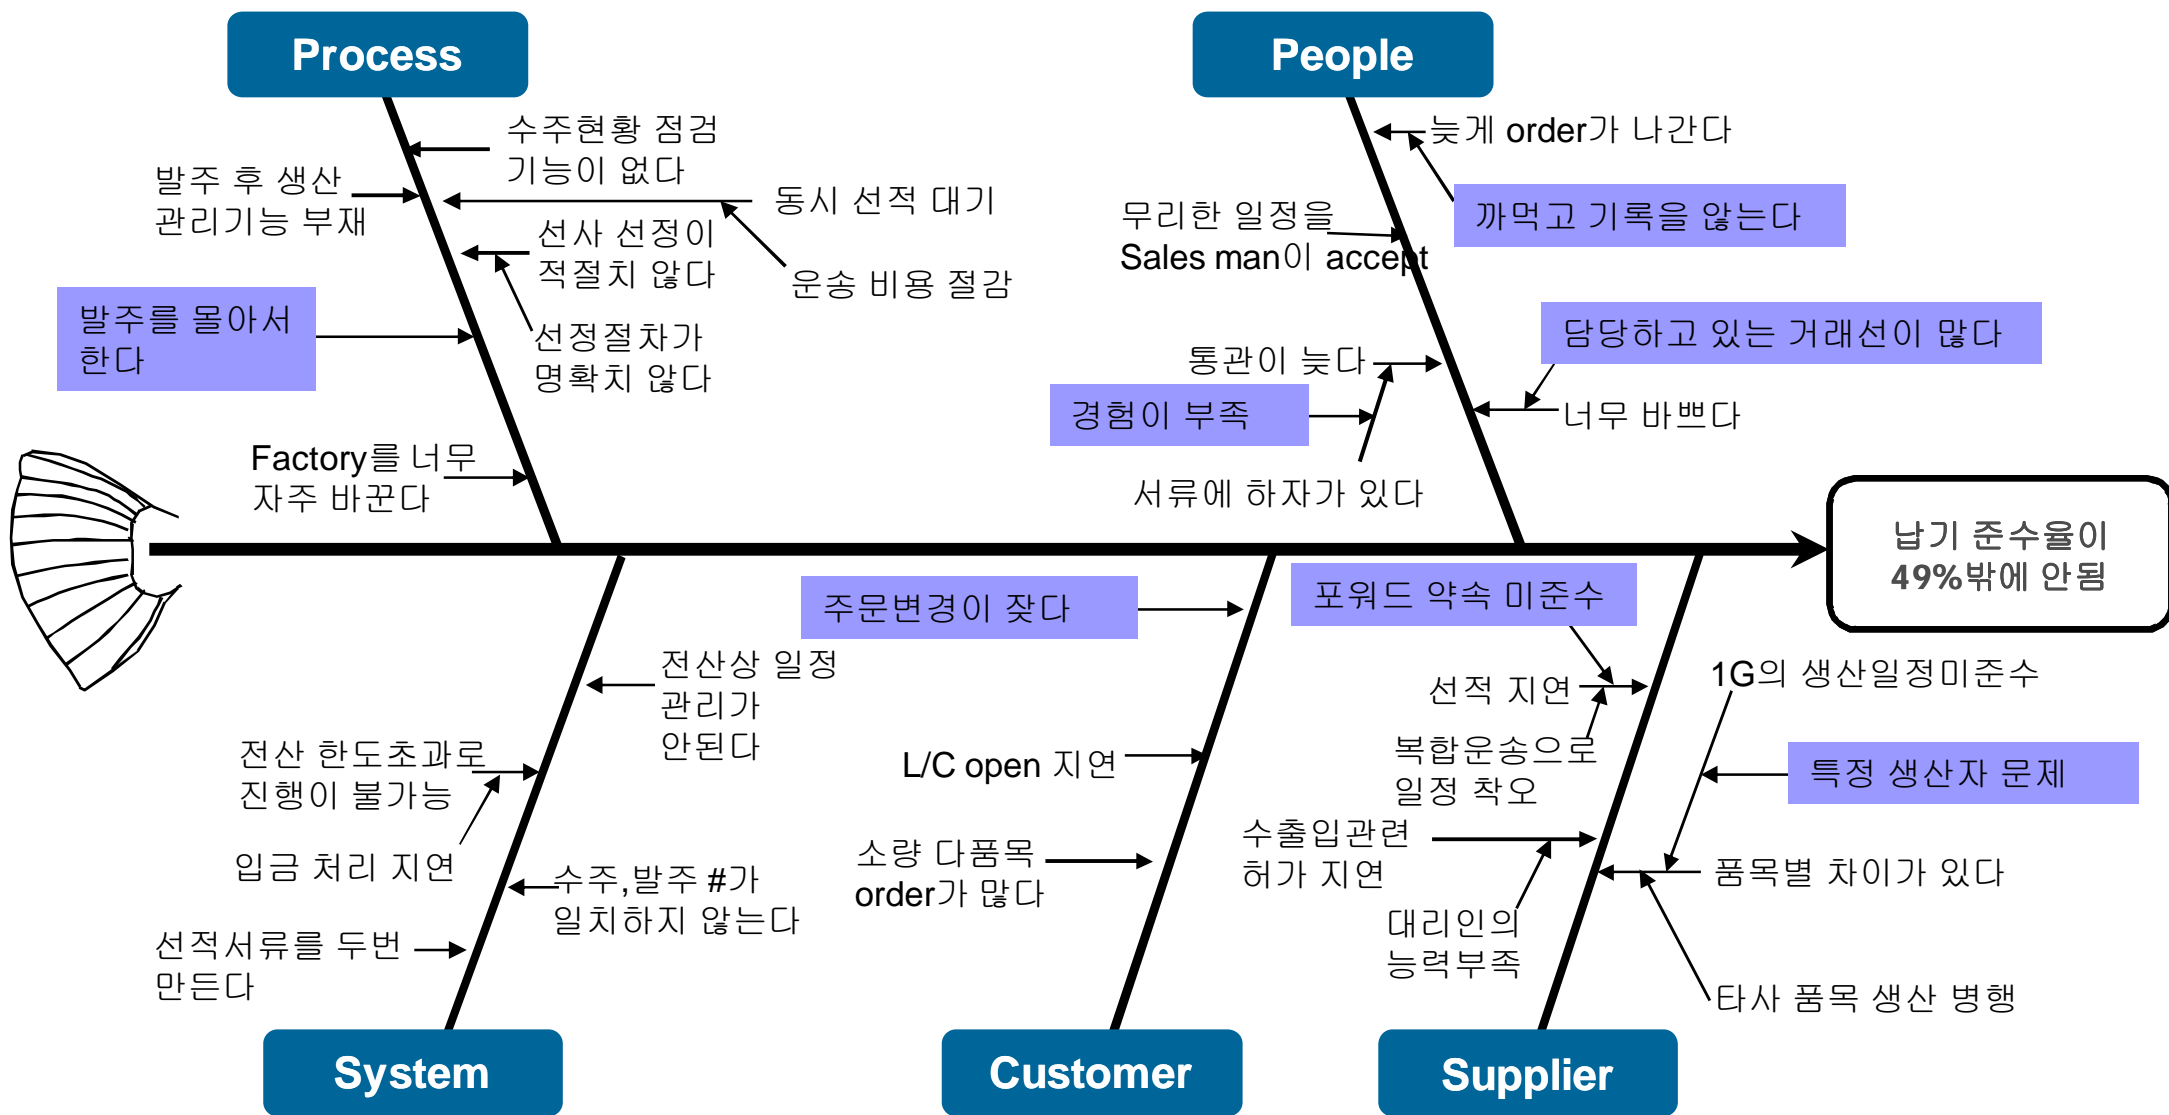 Process
People
수주현황 점검
기능이 없다
발주 후 생산
관리기능 부재
동시 선적 대기
선사 선정이
적절치 않다
운송 비용 절감
발주를 몰아서
한다
선정절차가
명확치 않다
Factory를 너무
자주 바꾼다
늦게 order가 나간다
까먹고 기록을 않는다
무리한 일정을
Sales man이 accept
담당하고 있는 거래선이 많다
통관이 늦다
경험이 부족
너무 바쁘다
서류에 하자가 있다
납기 준수율이
49%밖에 안됨
주문변경이 잦다
포워드 약속 미준수
전산상 일정
관리가
안된다
전산 한도초과로
진행이 불가능
입금 처리 지연
수주,발주 #가
일치하지 않는다
선적서류를 두번
만든다
L/C open 지연
소량 다품목
order가 많다
선적 지연
1G의 생산일정미준수
복합운송으로
일정 착오
특정 생산자 문제
수출입관련
허가 지연
품목별 차이가 있다
대리인의
능력부족
타사 품목 생산 병행
System
Customer
Supplier